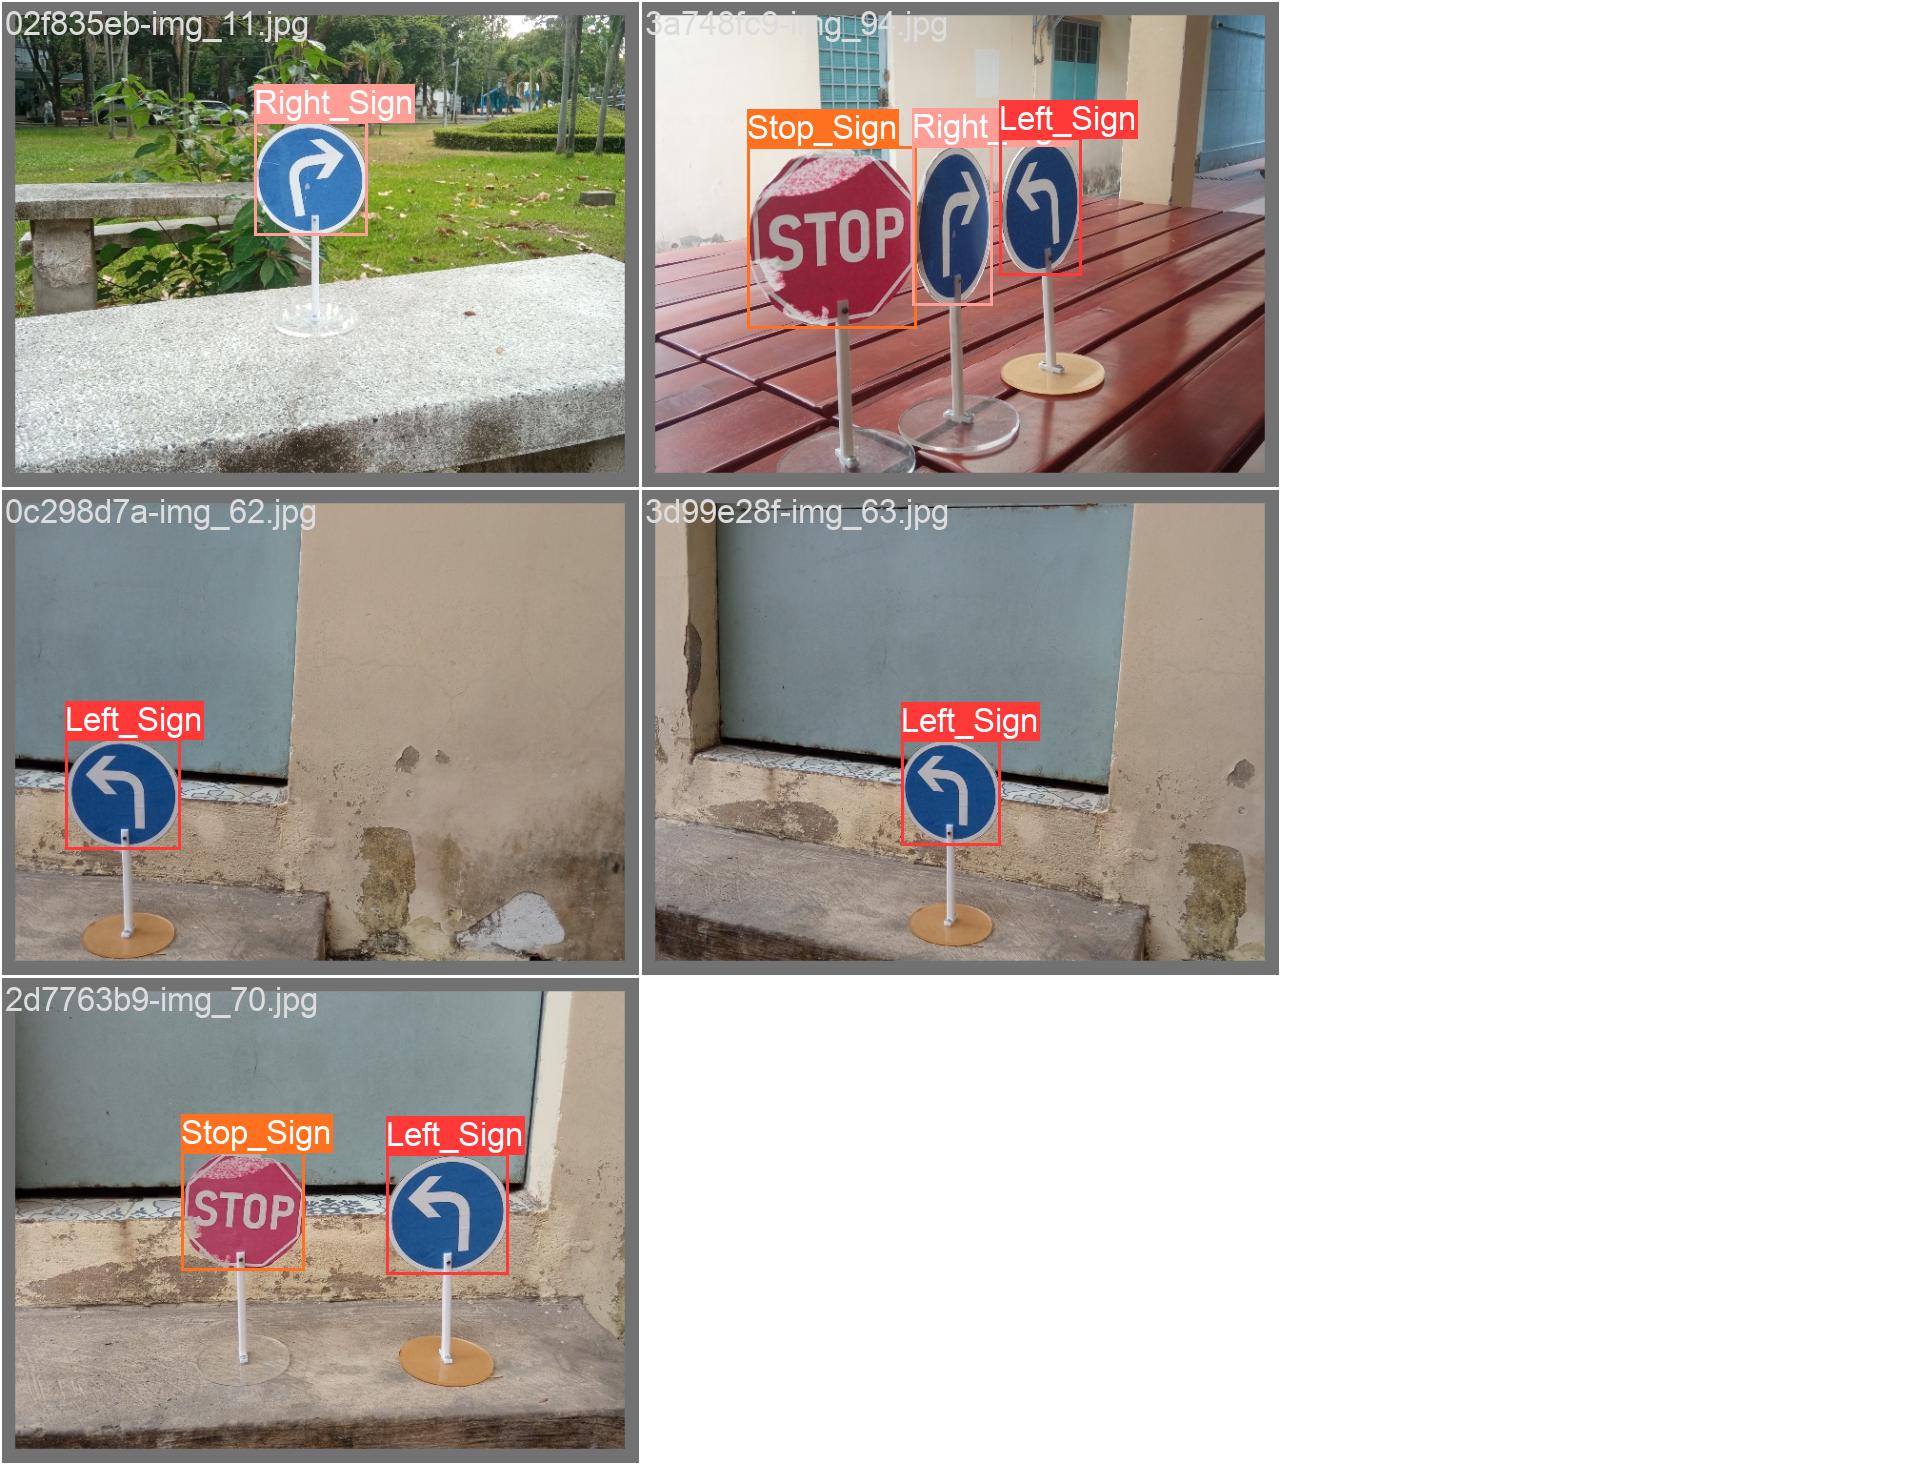 02f835eb-img_11.jpg
Right_Sign
3a748fc9-img_94.jpg
Stop_Sign
Right_
Left_Sign
STOP
0c298d7a-img_62.jpg
Left_Sign
3d99e28f-img_63.jpg
Left_Sign
2d7763b9-img_70.jpg
Stop_Sign
Left_Sign
STOP